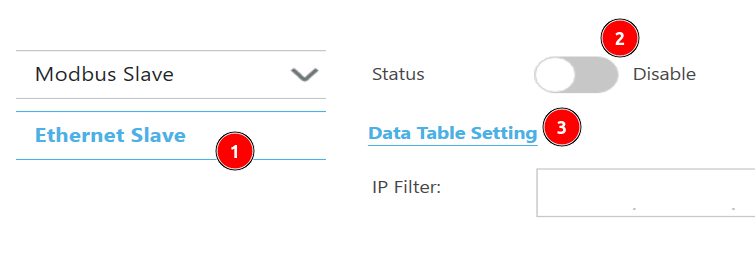 Modbus Slave
Ethernet Slave
1
Status
Disable
2
Data Table Setting
3
IP Filter:
. .